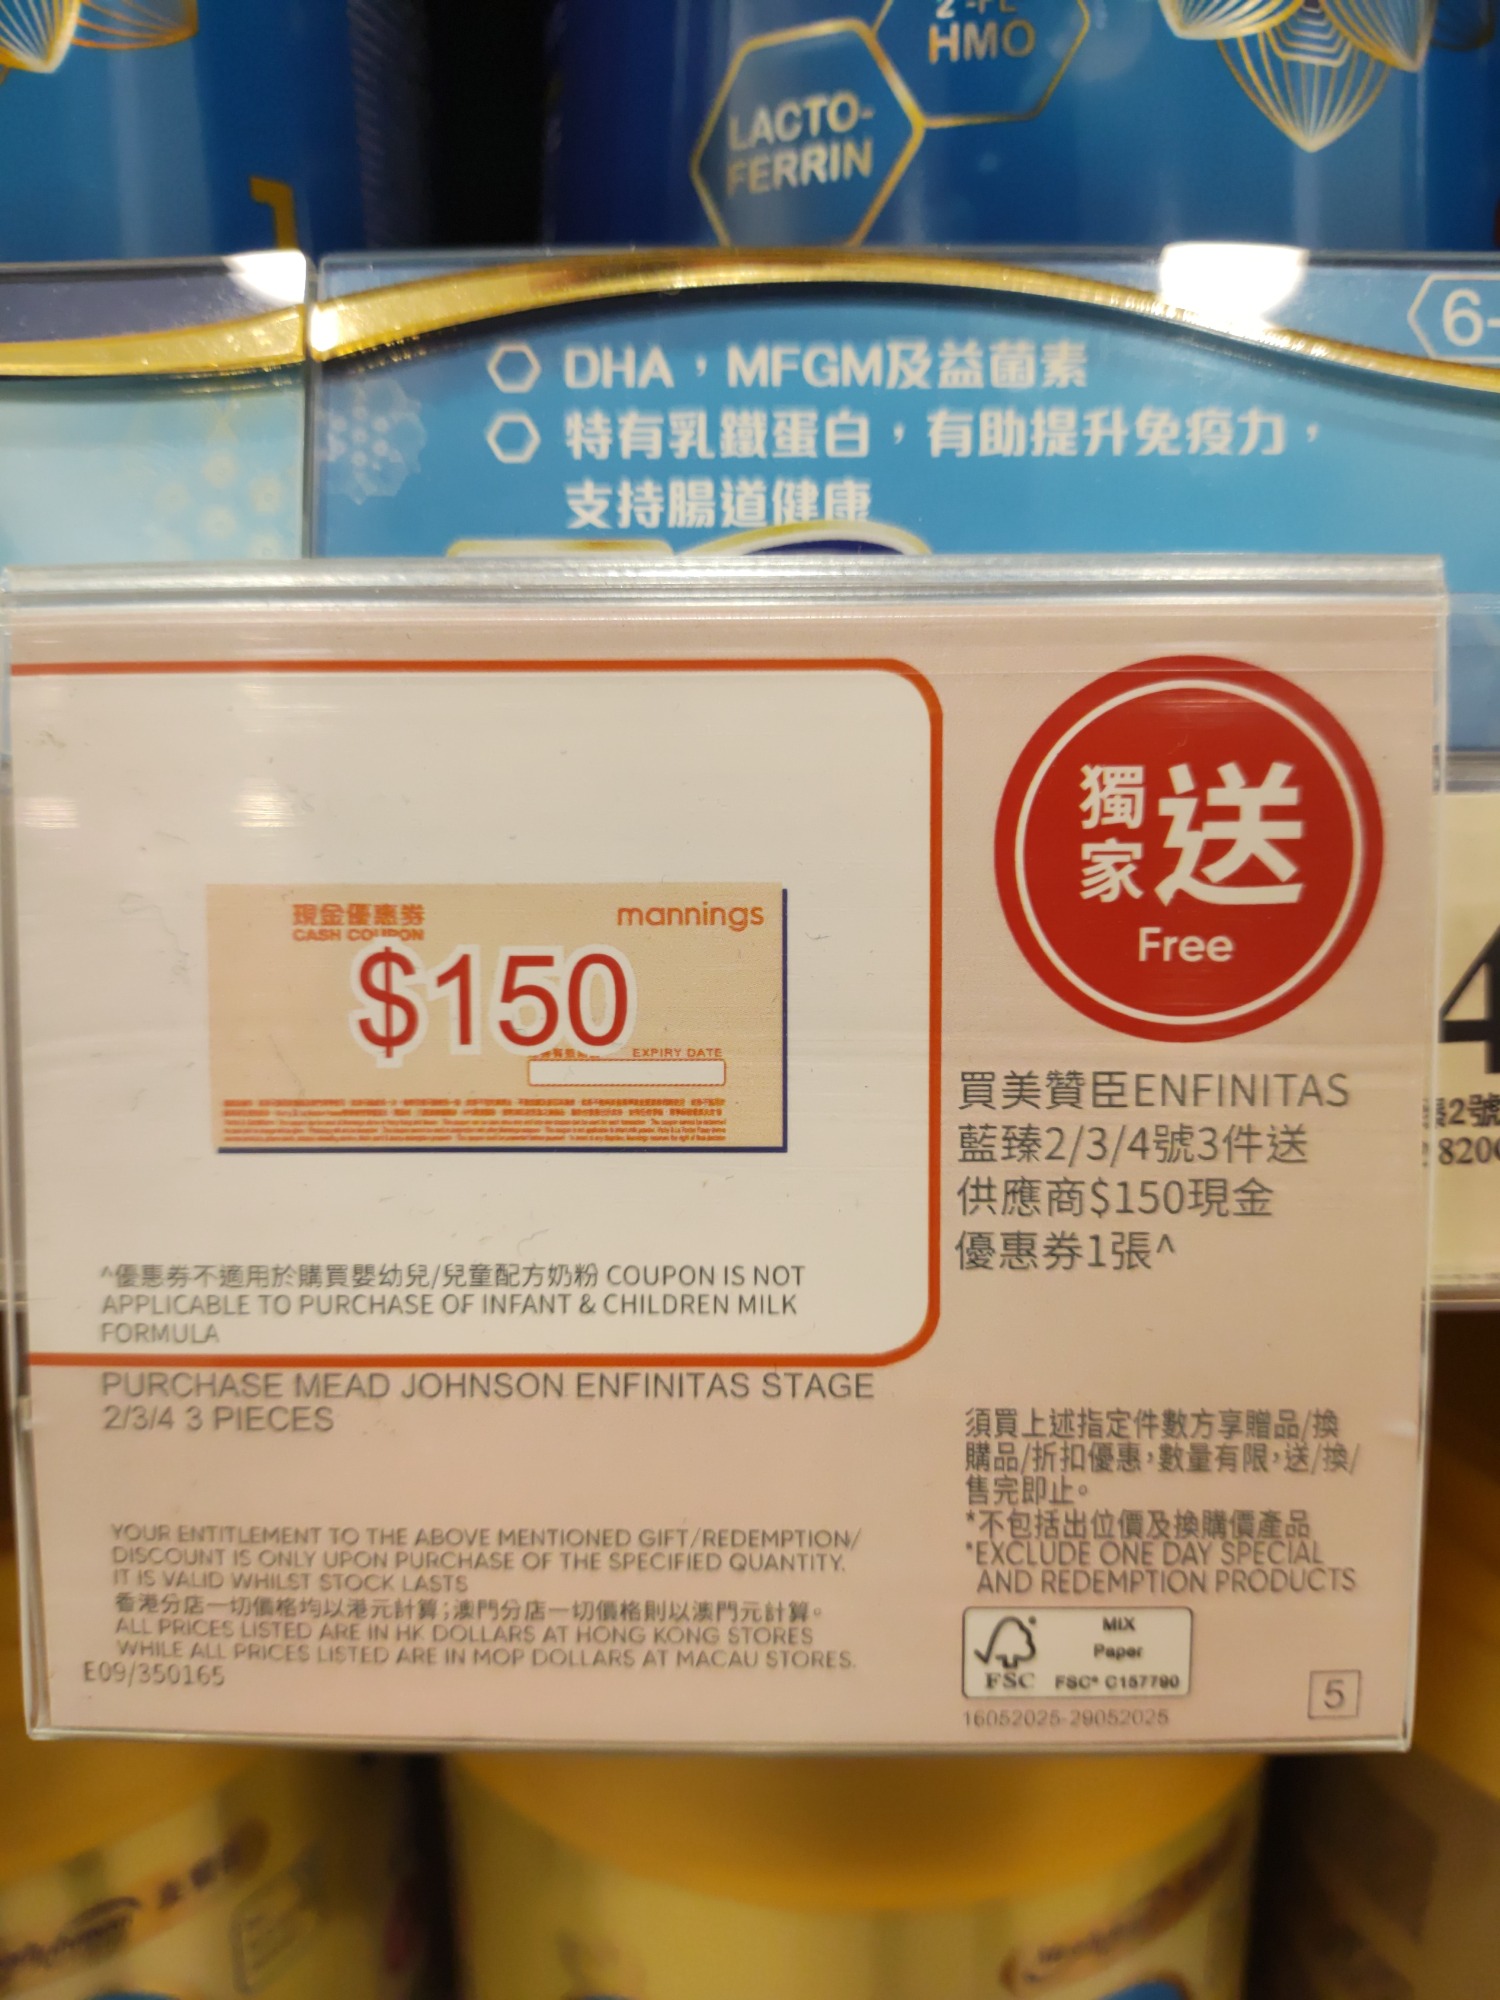 2'-FL
HMO
LACTO-
FERRIN
1
6-
DHA，MFGM及益菌素
特有乳鐵蛋白，有助提升免疫力，
支持腸道健康
獨家送
Free
現金優惠券
CASH COUPON
mannings
$150
EXPIRY DATE
買美贊臣ENFINITAS
藍臻2/3/4號3件送
供應商$150現金
優惠券1張^
4
2號
820
^優惠券不適用於購買嬰幼兒/兒童配方奶粉 COUPON IS NOT
APPLICABLE TO PURCHASE OF INFANT & CHILDREN MILK
FORMULA
PURCHASE MEAD JOHNSON ENFINITAS STAGE
2/3/4 3 PIECES
須買上述指定件數方享贈品/換
購品/折扣優惠，數量有限，送/換/
售完即止。
*不包括出位價及換購價產品
*EXCLUDE ONE DAY SPECIAL
AND REDEMPTION PRODUCTS
YOUR ENTITLEMENT TO THE ABOVE MENTIONED GIFT/REDEMPTION/
DISCOUNT IS ONLY UPON PURCHASE OF THE SPECIFIED QUANTITY.
IT IS VALID WHILST STOCK LASTS
香港分店一切價格均以港元計算；澳門分店一切價格則以澳門元計算。
ALL PRICES LISTED ARE IN HK DOLLARS AT HONG KONG STORES
WHILE ALL PRICES LISTED ARE IN MOP DOLLARS AT MACAU STORES.
E09/350165
FSC
MIX
Paper
FSC® C157790
16052025-29052025
5